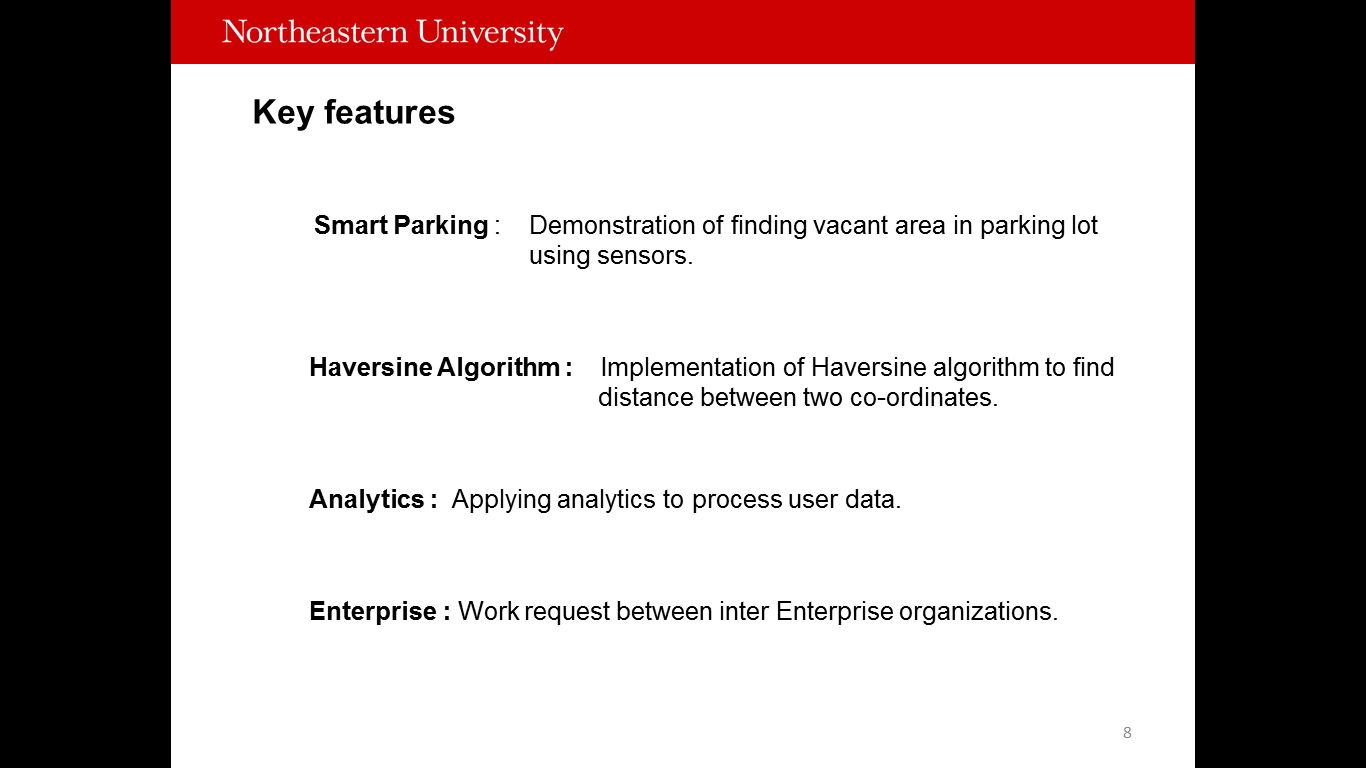 Northeastern University
Key features
Smart Parking : Demonstration of finding vacant area in parking lot
using sensors.
Haversine Algorithm : Implementation of Haversine algorithm to find
distance between two co-ordinates.
Analytics : Applying analytics to process user data.
Enterprise : Work request between inter Enterprise organizations.
8